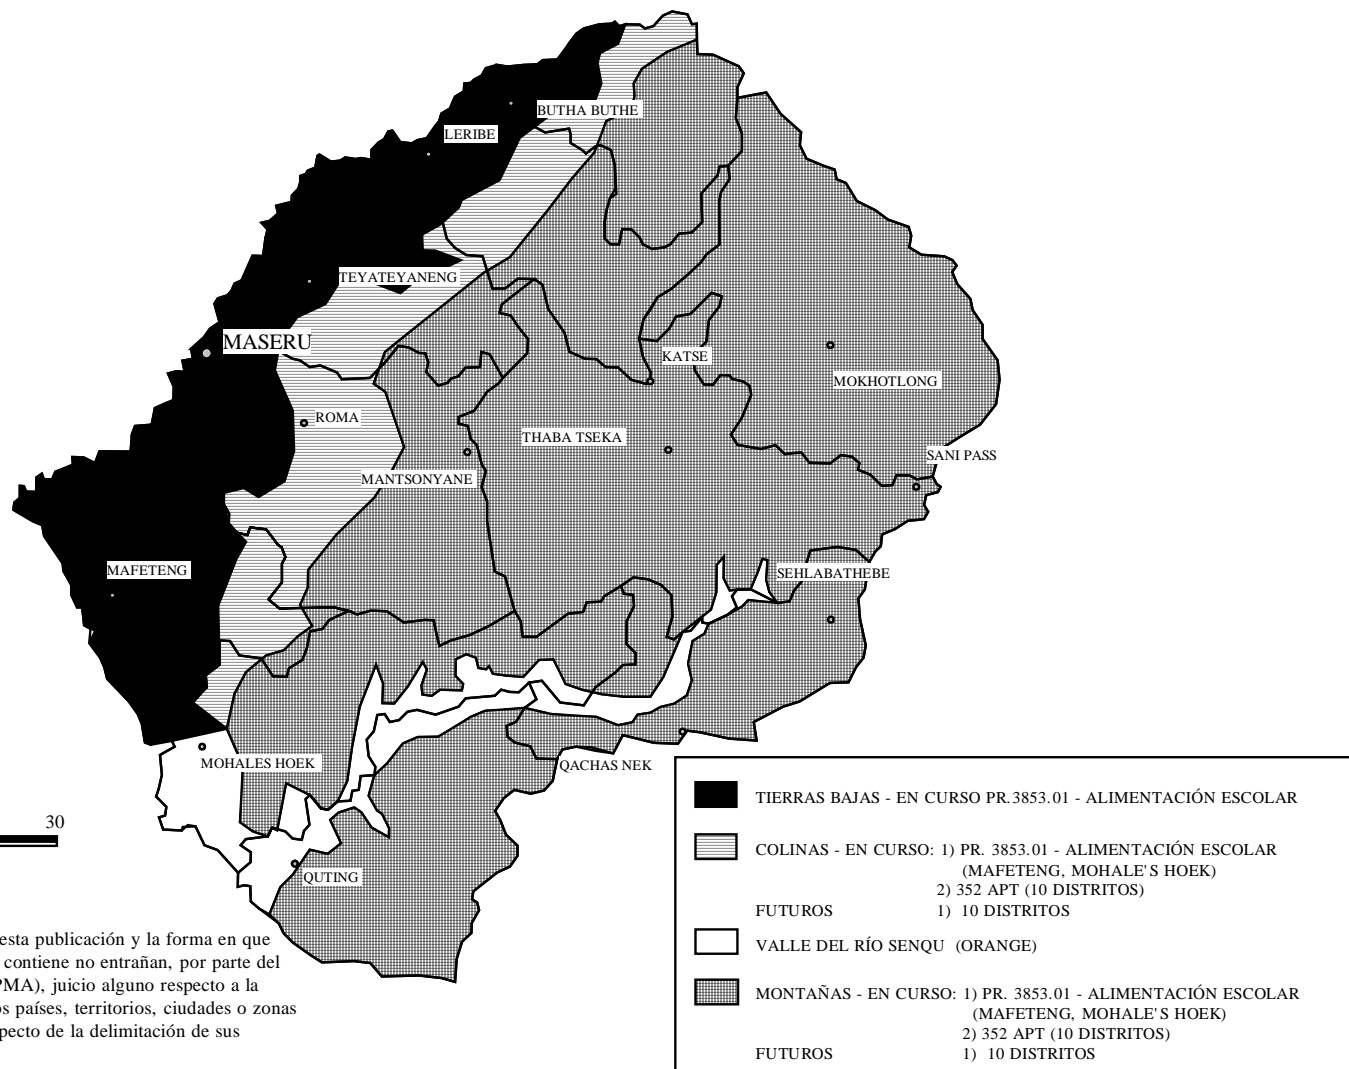 BUTHA BUTHE
LERIBE
TEYATEYANENG
MASERU
KATSE
MOKHOTLONG
ROMA
THABA TSEKA
SANI PASS
MANTSONYANE
MAFETENG
SEHLABATHEBE
MOHALES HOEK
QACHAS NEK
QUTING
30
TIERRAS BAJAS - EN CURSO PR.3853.01 - ALIMENTACIÓN ESCOLAR
COLINAS - EN CURSO: 1) PR. 3853.01 - ALIMENTACIÓN ESCOLAR
(MAFETENG, MOHALE'S HOEK)
2) 352 APT (10 DISTRITOS)
FUTUROS 1) 10 DISTRITOS
VALLE DEL RÍO SENQU (ORANGE)
MONTAÑAS - EN CURSO: 1) PR. 3853.01 - ALIMENTACIÓN ESCOLAR
(MAFETENG, MOHALE'S HOEK)
2) 352 APT (10 DISTRITOS)
FUTUROS 1) 10 DISTRITOS
esta publicación y la forma en que
contiene no entrañan, por parte del
PMA), juicio alguno respecto a la
os países, territorios, ciudades o zonas
pecto de la delimitación de sus